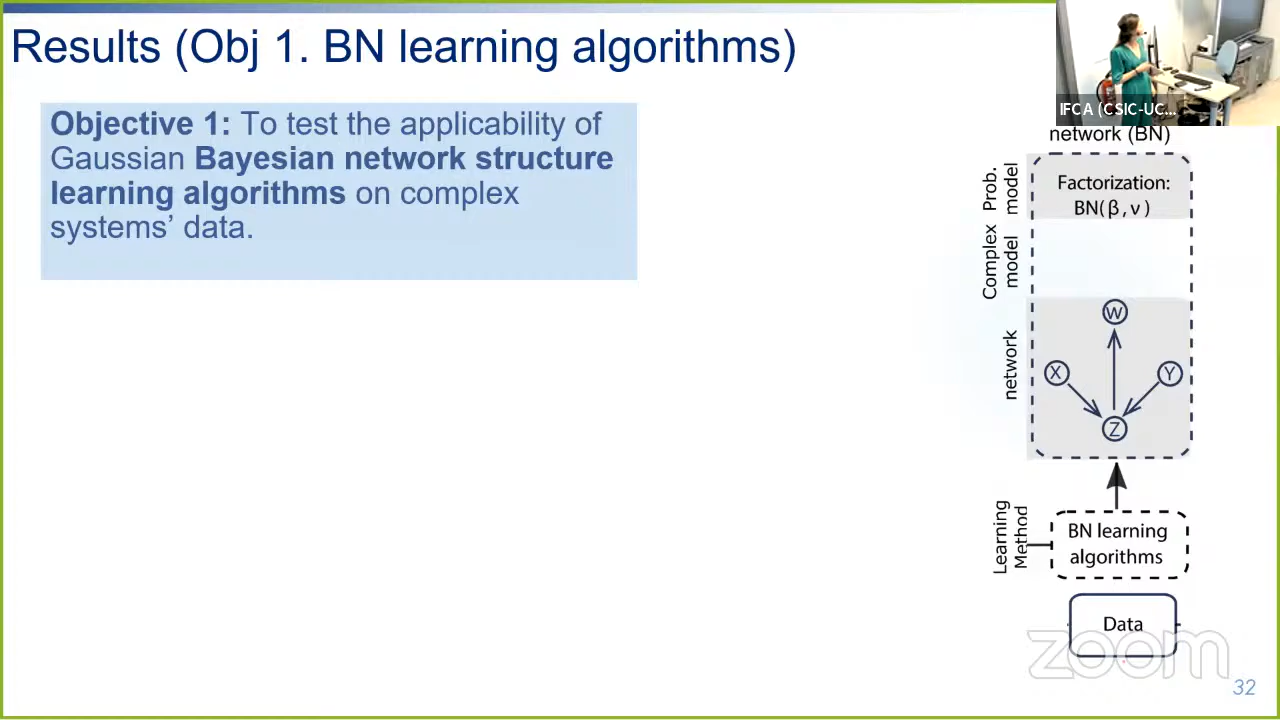 Results (Obj 1. BN learning algorithms)
Objective 1: To test the applicability of
Gaussian Bayesian network structure
learning algorithms on complex
systems’ data.
IFCA (CSIC-UC...
network (BN)
Prob.
model
Factorization:
BN(β,ν)
Complex
model
network
W
X
Y
Z
Learning
Method
BN learning
algorithms
Data
zoom
32